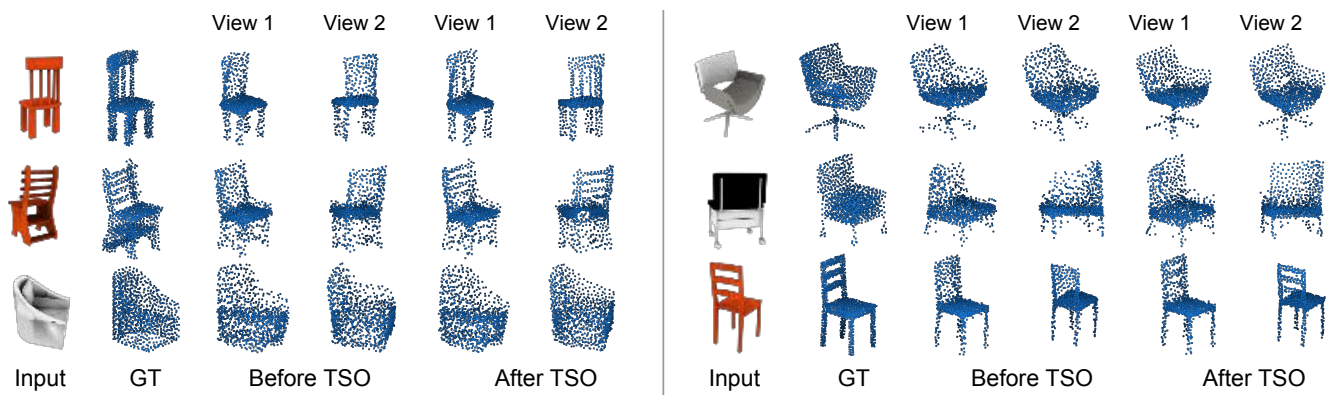 View 1 View 2 View 1 View 2 View 1 View 2 View 1 View 2
Input GT Before TSO After TSO Input GT Before TSO After TSO